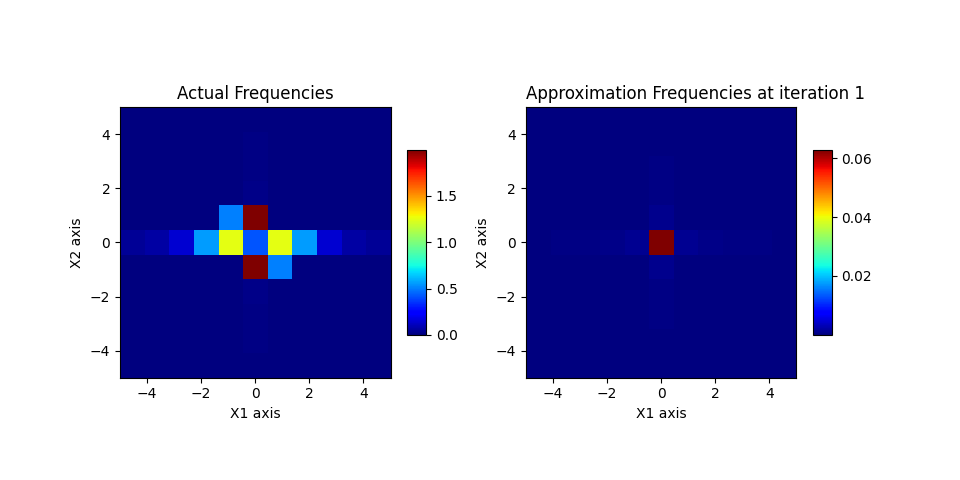 Actual Frequencies
X2 axis
4
2
0
−2
−4
−4 −2 0 2 4
X1 axis
1.5
1.0
0.5
0.0
Approximation Frequencies at iteration 1
X2 axis
4
2
0
−2
−4
−4 −2 0 2 4
X1 axis
0.06
0.04
0.02